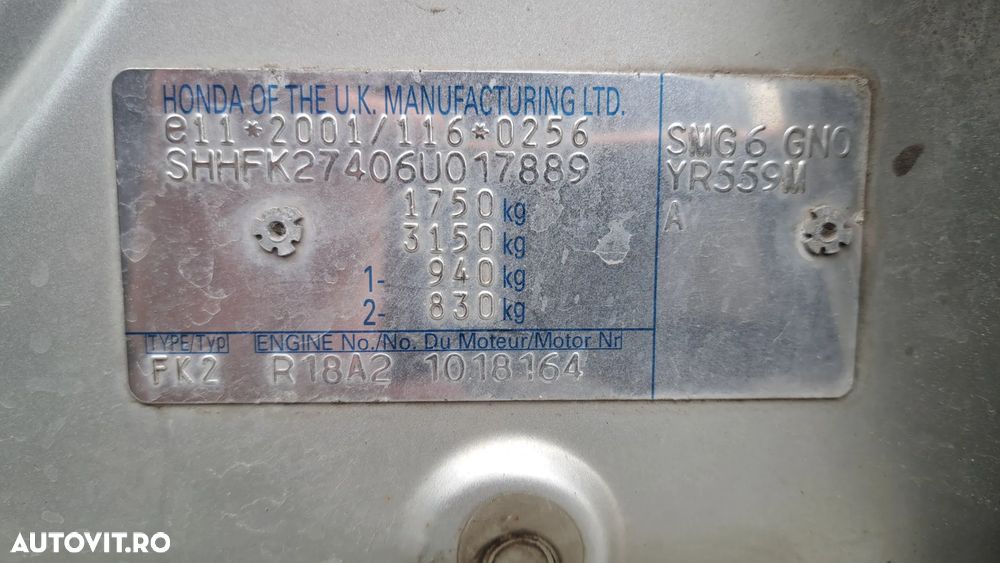 HONDA OF THE U.K. MANUFACTURING LTD.
e11*2001/116*0256
SHHFK27406U017889
1750 kg
3150 kg
1- 940 kg
2- 830 kg
TYPE/Typ ENGINE No./No. Du Moteur/Motor Nr
FK2 R18A2 1018164
SMG6 GNO
YR559M
A
AUTOVIT.RO